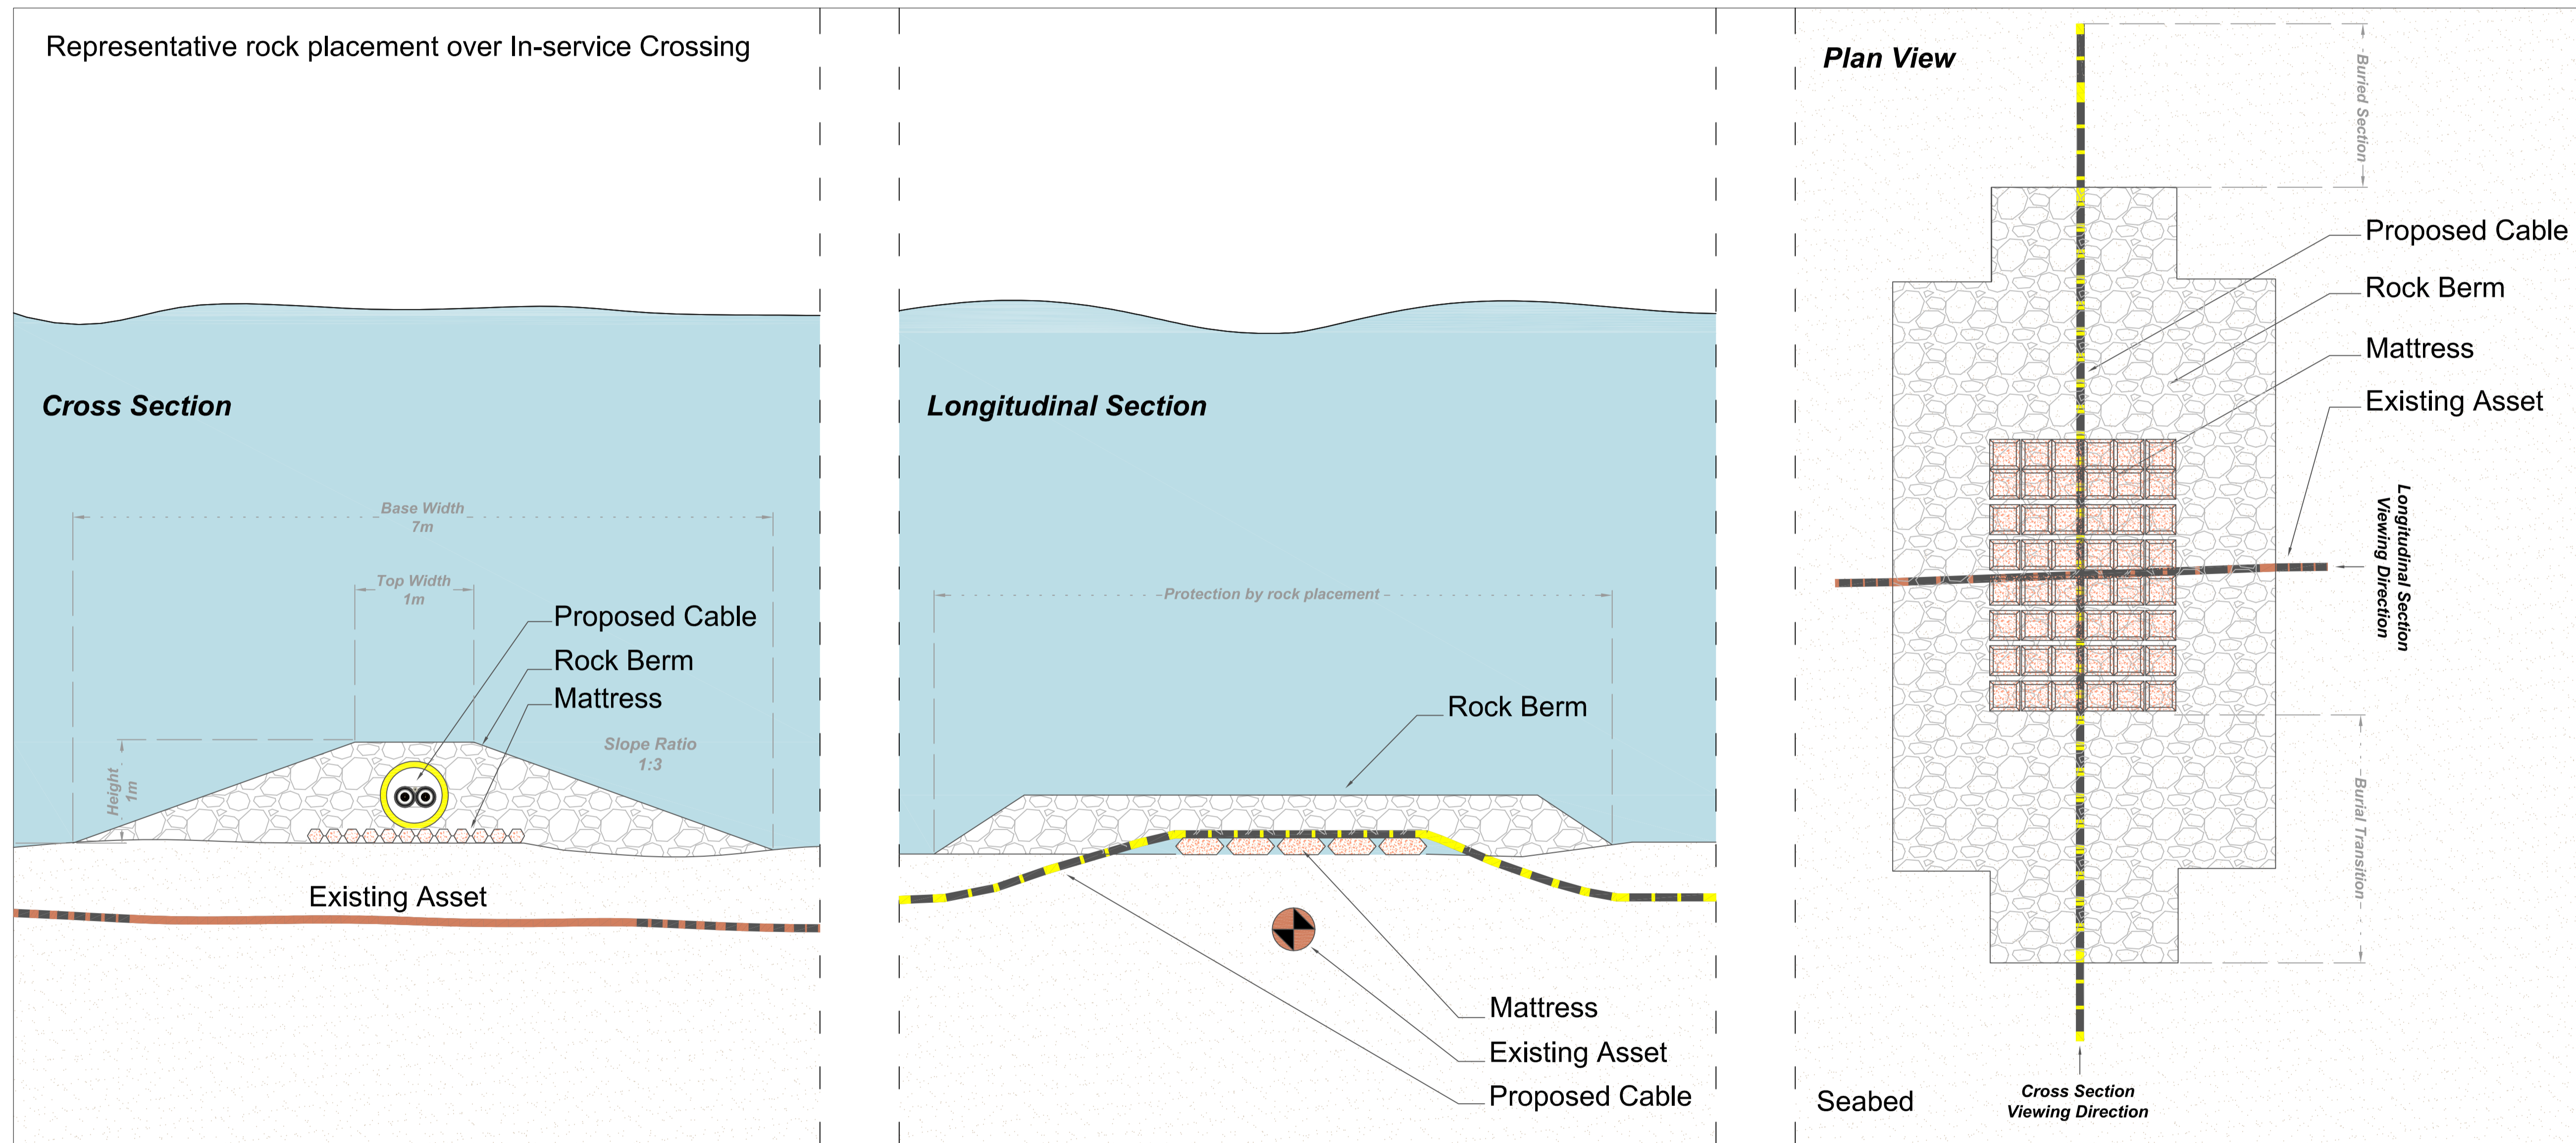 Representative rock placement over In-service Crossing
Cross Section
Base Width
7m
Top Width
1m
Proposed Cable
Rock Berm
Mattress
Slope Ratio
1:3
Height
1m
Existing Asset
Longitudinal Section
Protection by rock placement
Rock Berm
Mattress
Existing Asset
Proposed Cable
Plan View
Buried Section
Proposed Cable
Rock Berm
Mattress
Existing Asset
Longitudinal Section
Viewing Direction
Burial Transition
Seabed
Cross Section
Viewing Direction